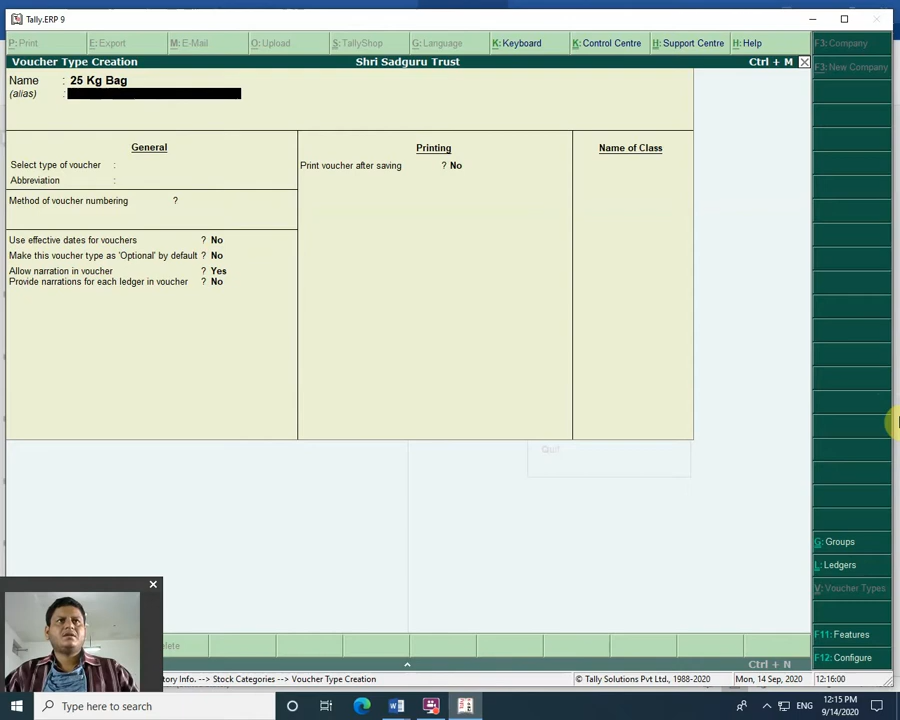 Tally.ERP 9
P: Print E: Export M: E-Mail O: Upload S: TallyShop G: Language K: Keyboard K: Control Centre H: Support Centre H: Help
F3: Company
Voucher Type Creation Shri Sadguru Trust Ctrl + M
F3: New Company
Name : 25 Kg Bag
(alias) :
General Printing Name of Class
Select type of voucher : Print voucher after saving ? No
Abbreviation :
Method of voucher numbering ?
Use effective dates for vouchers ? No
Make this voucher type as 'Optional' by default ? No
Allow narration in voucher ? Yes
Provide narrations for each ledger in voucher ? No
Quit
G: Groups
L: Ledgers
V: Voucher Types
F11: Features
F12: Configure
lete
Ctrl + N
tory Info. --> Stock Categories --> Voucher Type Creation © Tally Solutions Pvt Ltd., 1988-2020 Mon, 14 Sep, 2020 12:16:00
Type here to search ENG 12:15 PM
9/14/2020